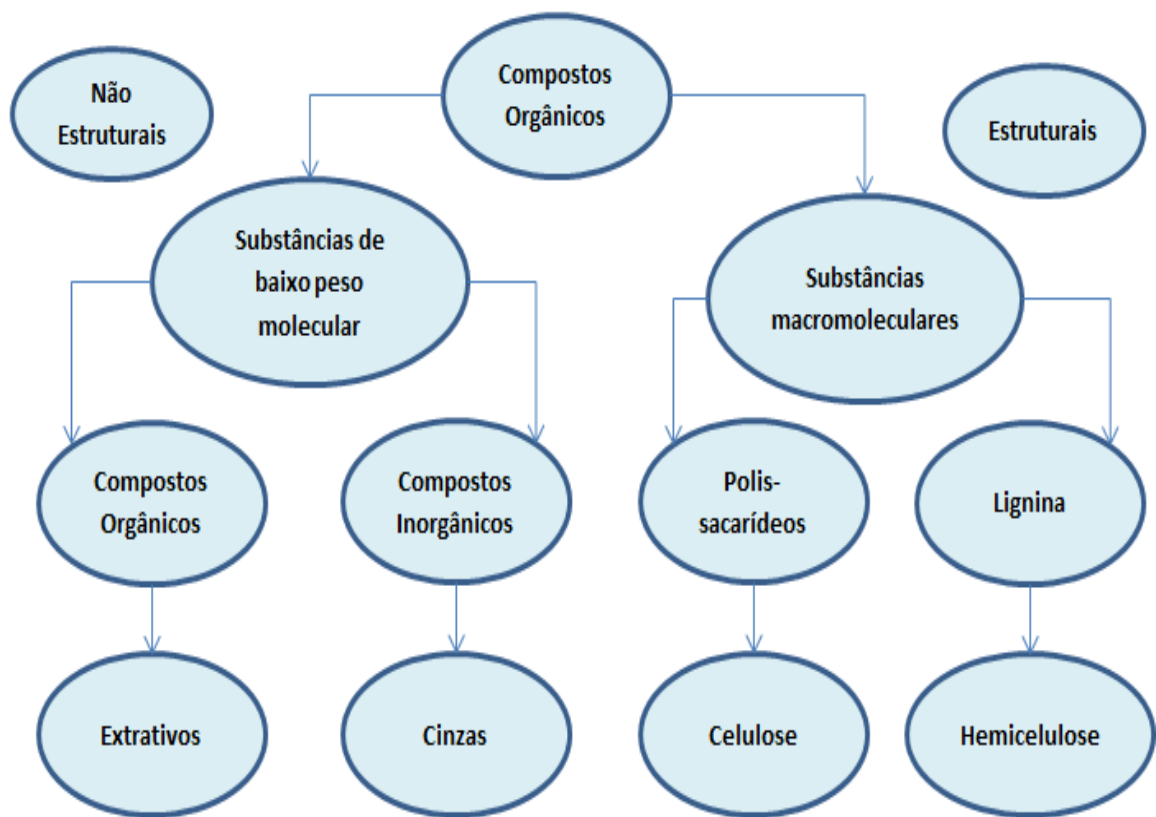 Compostos
Orgânicos
Não
Estruturais
Estruturais
Substâncias de
baixo peso
molecular
Substâncias
macromoleculares
Compostos
Orgânicos
Compostos
Inorgânicos
Polis-
sacarídeos
Lignina
Extrativos
Cinzas
Celulose
Hemicelulose